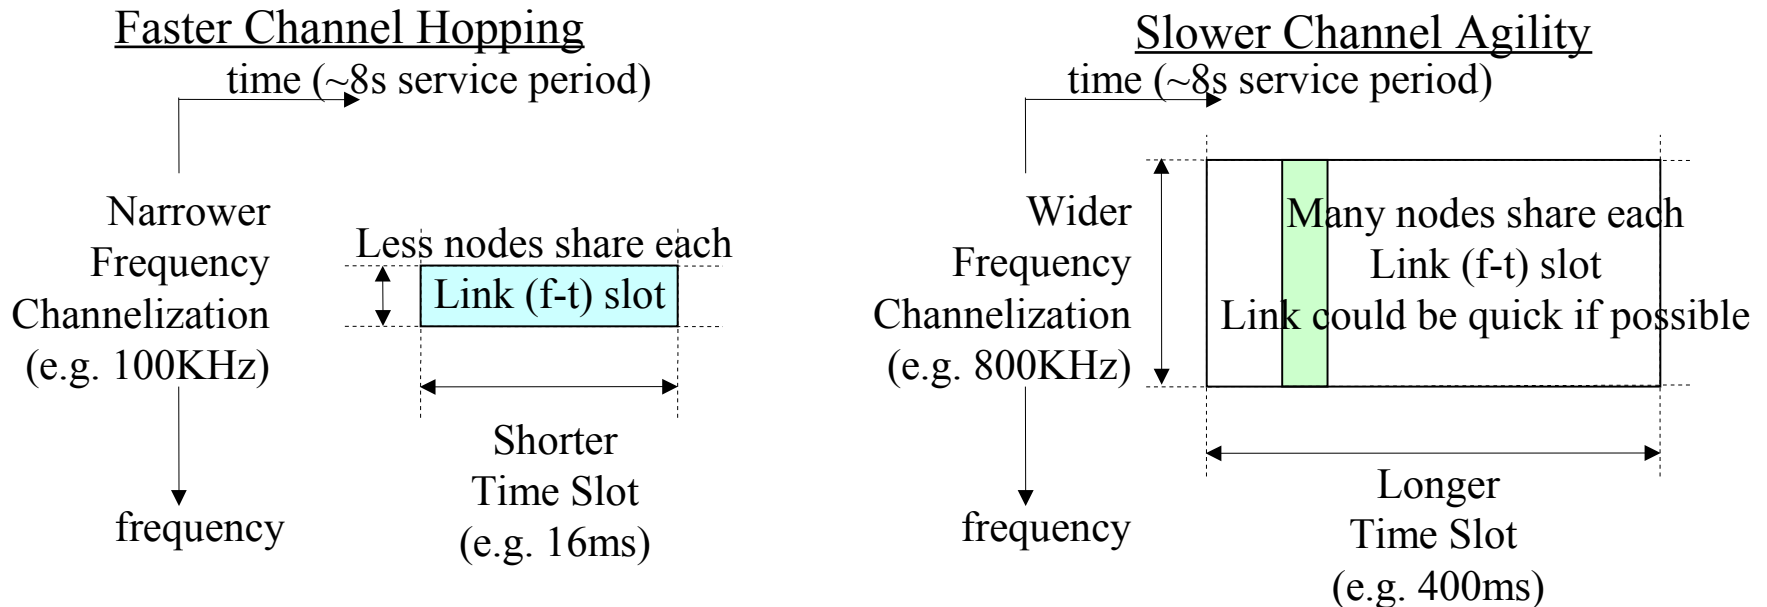 Faster Channel Hopping
time (~8s service period)
Narrower
Frequency
Channelization
(e.g. 100KHz)
Less nodes share each
Link (f-t) slot
Shorter
Time Slot
(e.g. 16ms)
frequency
Slower Channel Agility
time (~8s service period)
Wider
Frequency
Channelization
(e.g. 800KHz)
Many nodes share each
Link (f-t) slot
Link could be quick if possible
Longer
Time Slot
(e.g. 400ms)
frequency